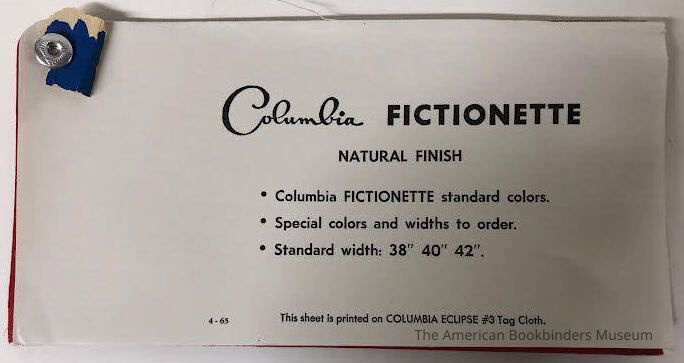 Columbia FICTIONETTE
NATURAL FINISH
• Columbia FICTIONETTE standard colors.
• Special colors and widths to order.
• Standard width: 38" 40" 42".
4-65 This sheet is printed on COLUMBIA ECLIPSE #3 Tag Cloth.
The American Bookbinders Museum